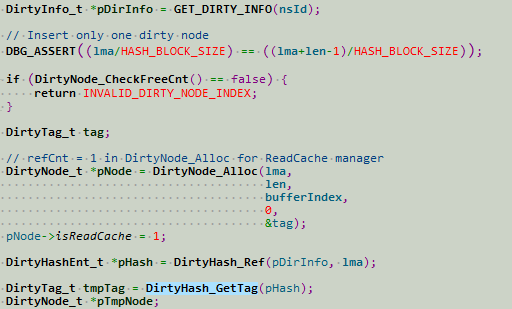 DirtyInfo_t *pDirInfo = GET_DIRTY_INFO(nsId);
// Insert only one dirty node
DBG_ASSERT((lma/HASH_BLOCK_SIZE) == ((lma+len-1)/HASH_BLOCK_SIZE));
if (DirtyNode_CheckFreeCnt() == false) {
return INVALID_DIRTY_NODE_INDEX;
}
DirtyTag_t tag;
// refCnt = 1 in DirtyNode_Alloc for ReadCache manager
DirtyNode_t *pNode = DirtyNode_Alloc(lma,
len,
bufferIndex,
0,
&tag);
pNode->isReadCache = 1;
DirtyHashEnt_t *pHash = DirtyHash_Ref(pDirInfo, lma);
DirtyTag_t tmpTag = DirtyHash_GetTag(pHash);
DirtyNode_t *pTmpNode;